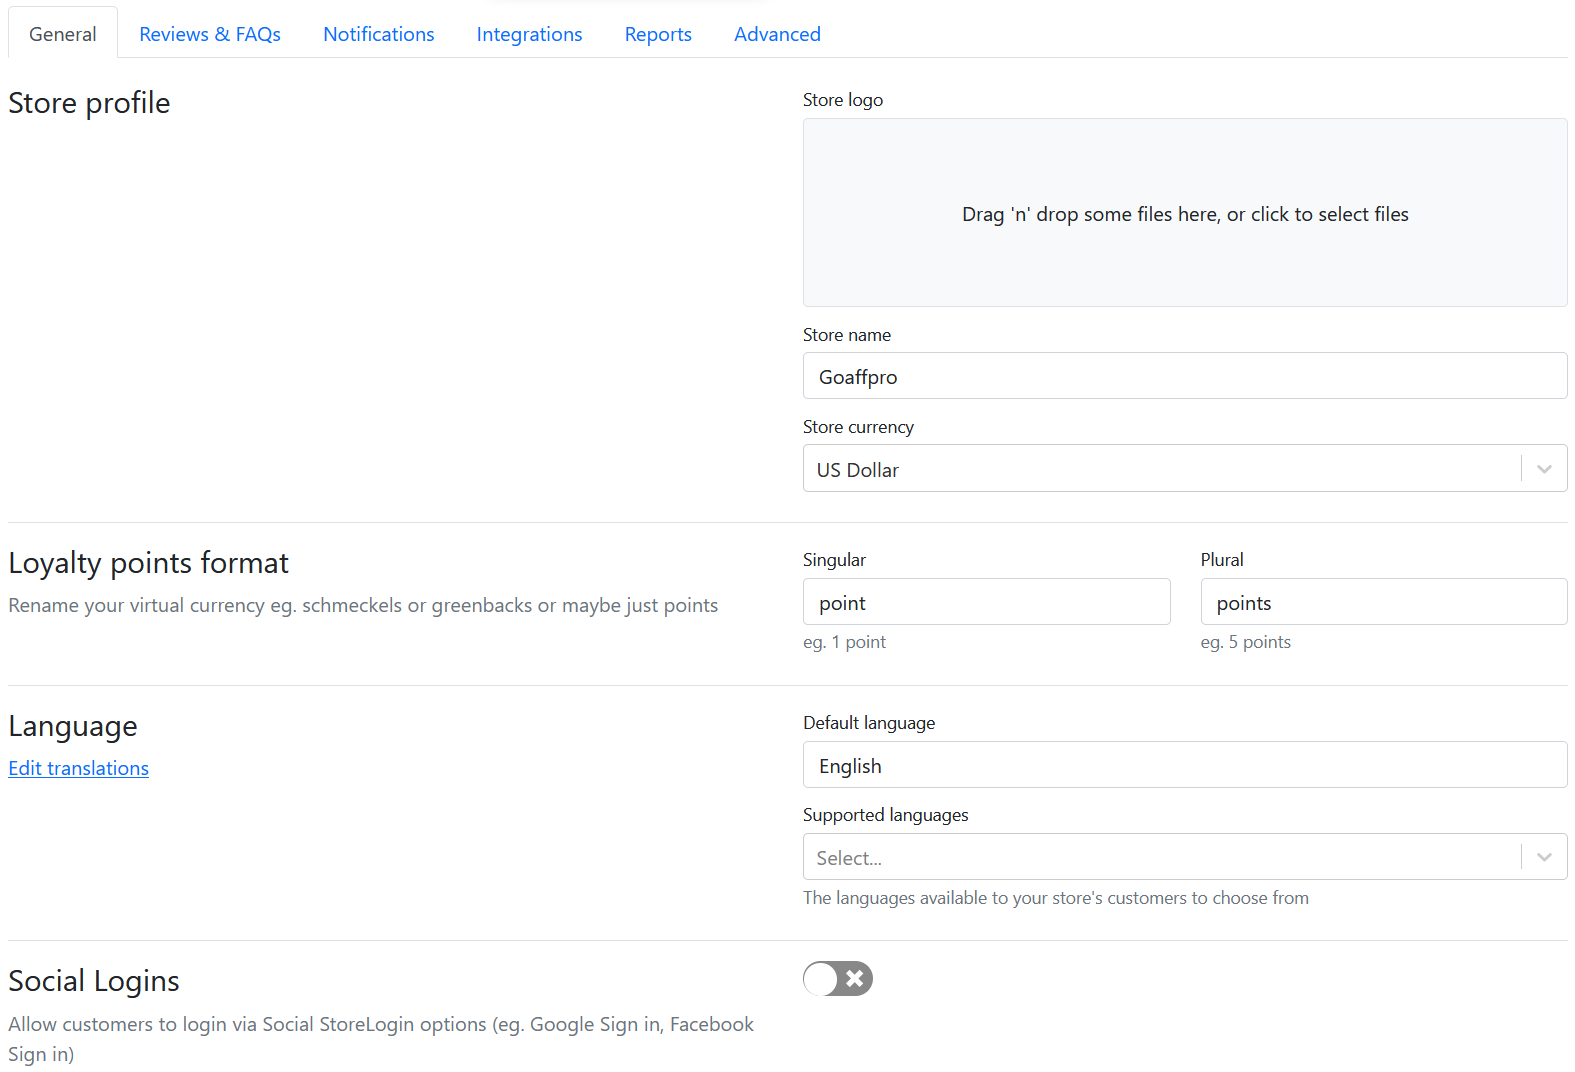 General
Reviews & FAQs
Notifications
Integrations
Reports
Advanced
Store profile
Store logo
Drag 'n' drop some files here, or click to select files
Store name
Goaffpro
Store currency
US Dollar
Loyalty points format
Rename your virtual currency eg. schmeckels or greenbacks or maybe just points
Singular
point
eg. 1 point
Plural
points
eg. 5 points
Language
Edit translations
Default language
English
Supported languages
Select...
The languages available to your store's customers to choose from
Social Logins
Allow customers to login via Social StoreLogin options (eg. Google Sign in, Facebook
Sign in)